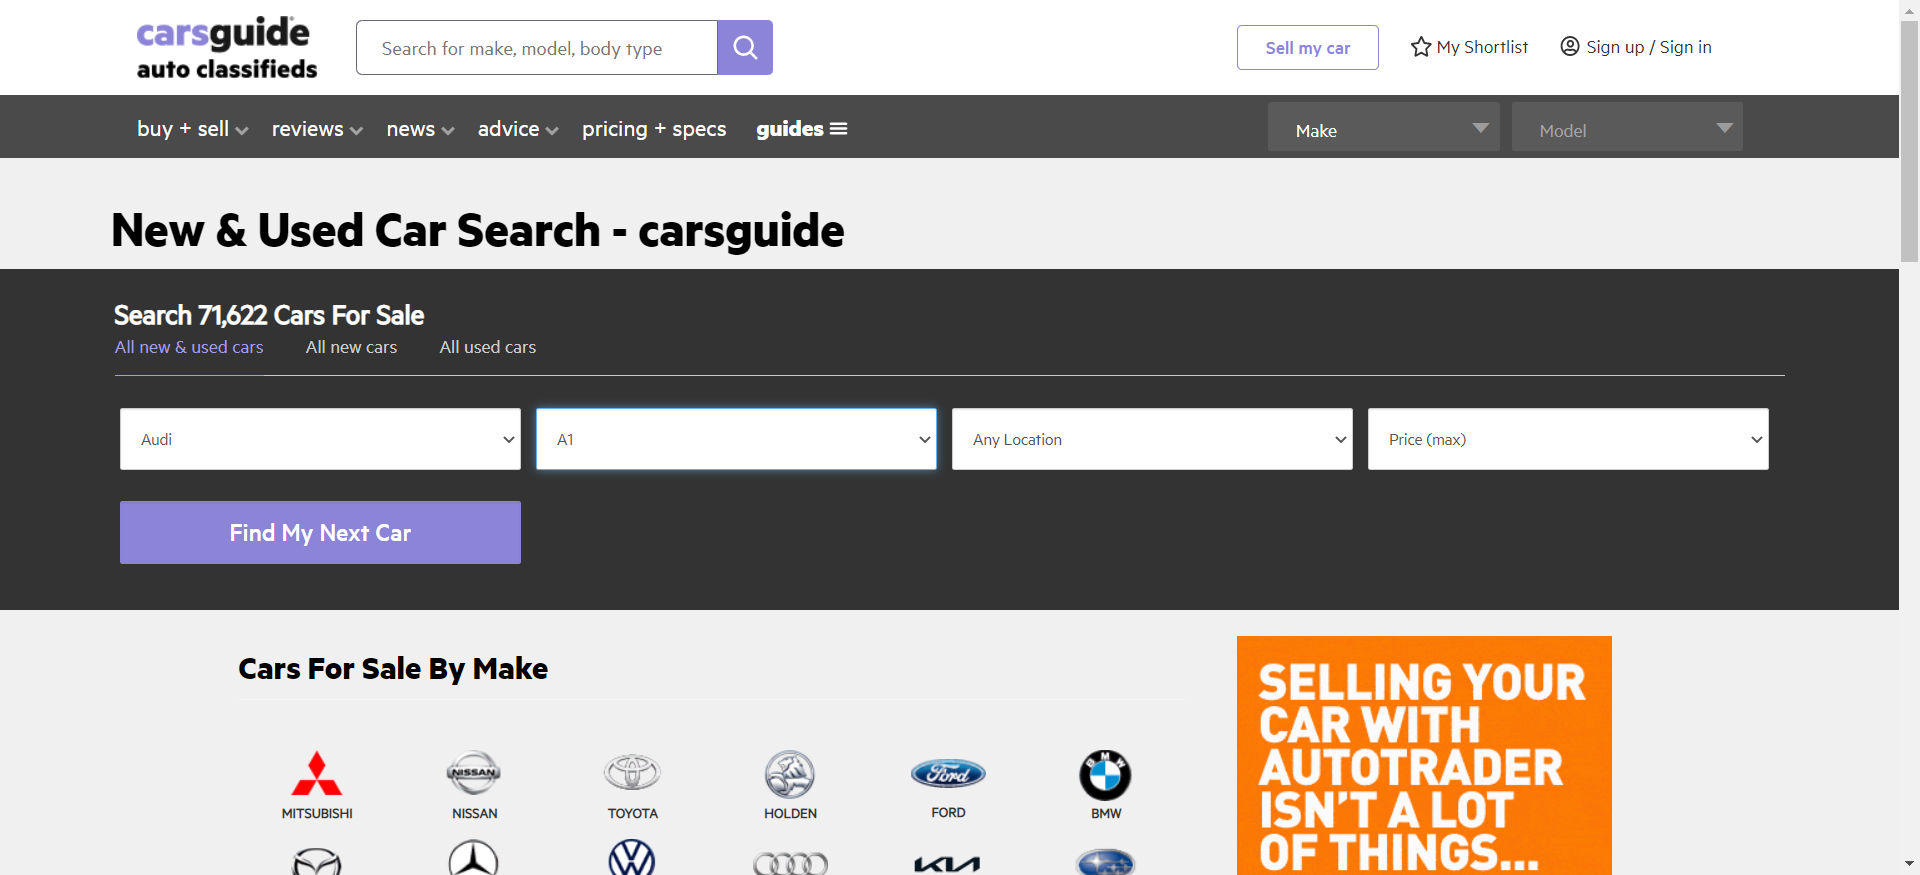 carsguide
auto classifieds
Search for make, model, body type
Sell my car
My Shortlist
Sign up / Sign in
buy + sell
reviews
news
advice
pricing + specs
guides
Make
Model
New & Used Car Search - carsguide
Search 71,622 Cars For Sale
All new & used cars
All new cars
All used cars
Audi
A1
Any Location
Price (max)
Find My Next Car
Cars For Sale By Make
NISSAN
Ford
BMW
MITSUBISHI
NISSAN
TOYOTA
HOLDEN
FORD
BMW
KIA
SELLING YOUR
CAR WITH
AUTOTRADER
ISN'T A LOT
OF THINGS...